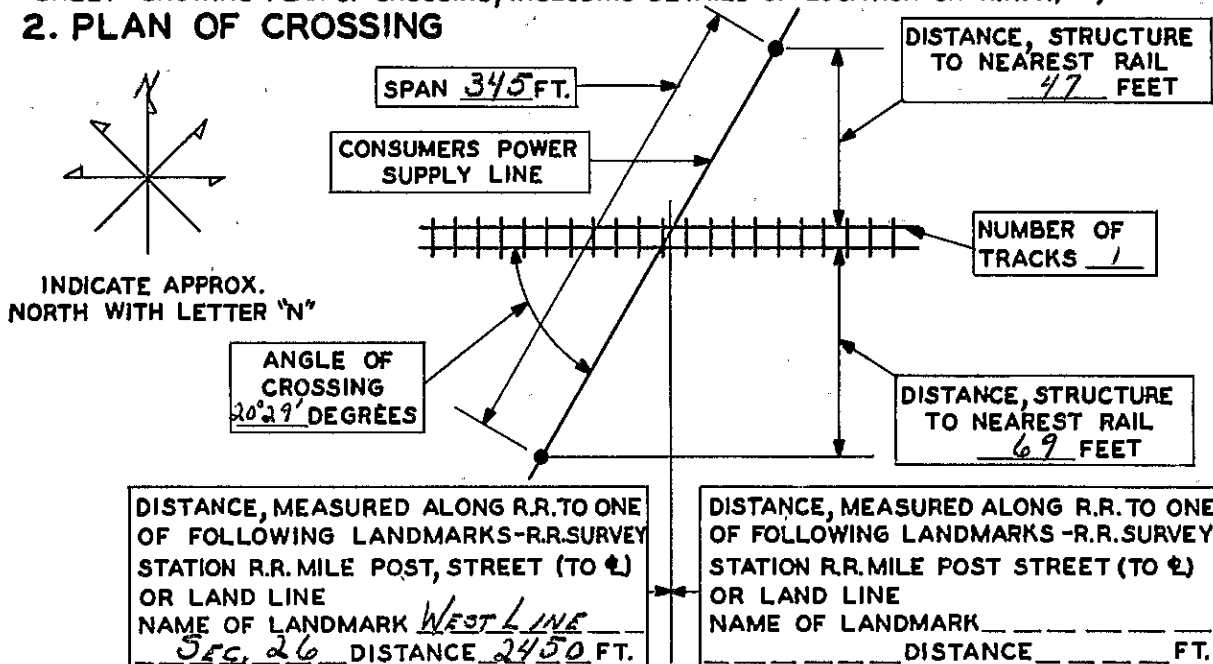 2. PLAN OF CROSSING
N
INDICATE APPROX.
NORTH WITH LETTER "N"
SPAN 345 FT.
CONSUMERS POWER
SUPPLY LINE
DISTANCE, STRUCTURE
TO NEAREST RAIL
47 FEET
NUMBER OF
TRACKS 1
ANGLE OF
CROSSING
20°29' DEGREES
DISTANCE, STRUCTURE
TO NEAREST RAIL
69 FEET
DISTANCE, MEASURED ALONG R.R. TO ONE
OF FOLLOWING LANDMARKS-R.R. SURVEY
STATION R.R. MILE POST, STREET (TO ℄)
OR LAND LINE
NAME OF LANDMARK WEST LINE
SEC. 26 DISTANCE 2450 FT.
DISTANCE, MEASURED ALONG R.R. TO ONE
OF FOLLOWING LANDMARKS-R.R. SURVEY
STATION R.R. MILE POST STREET (TO ℄)
OR LAND LINE
NAME OF LANDMARK
DISTANCE FT.